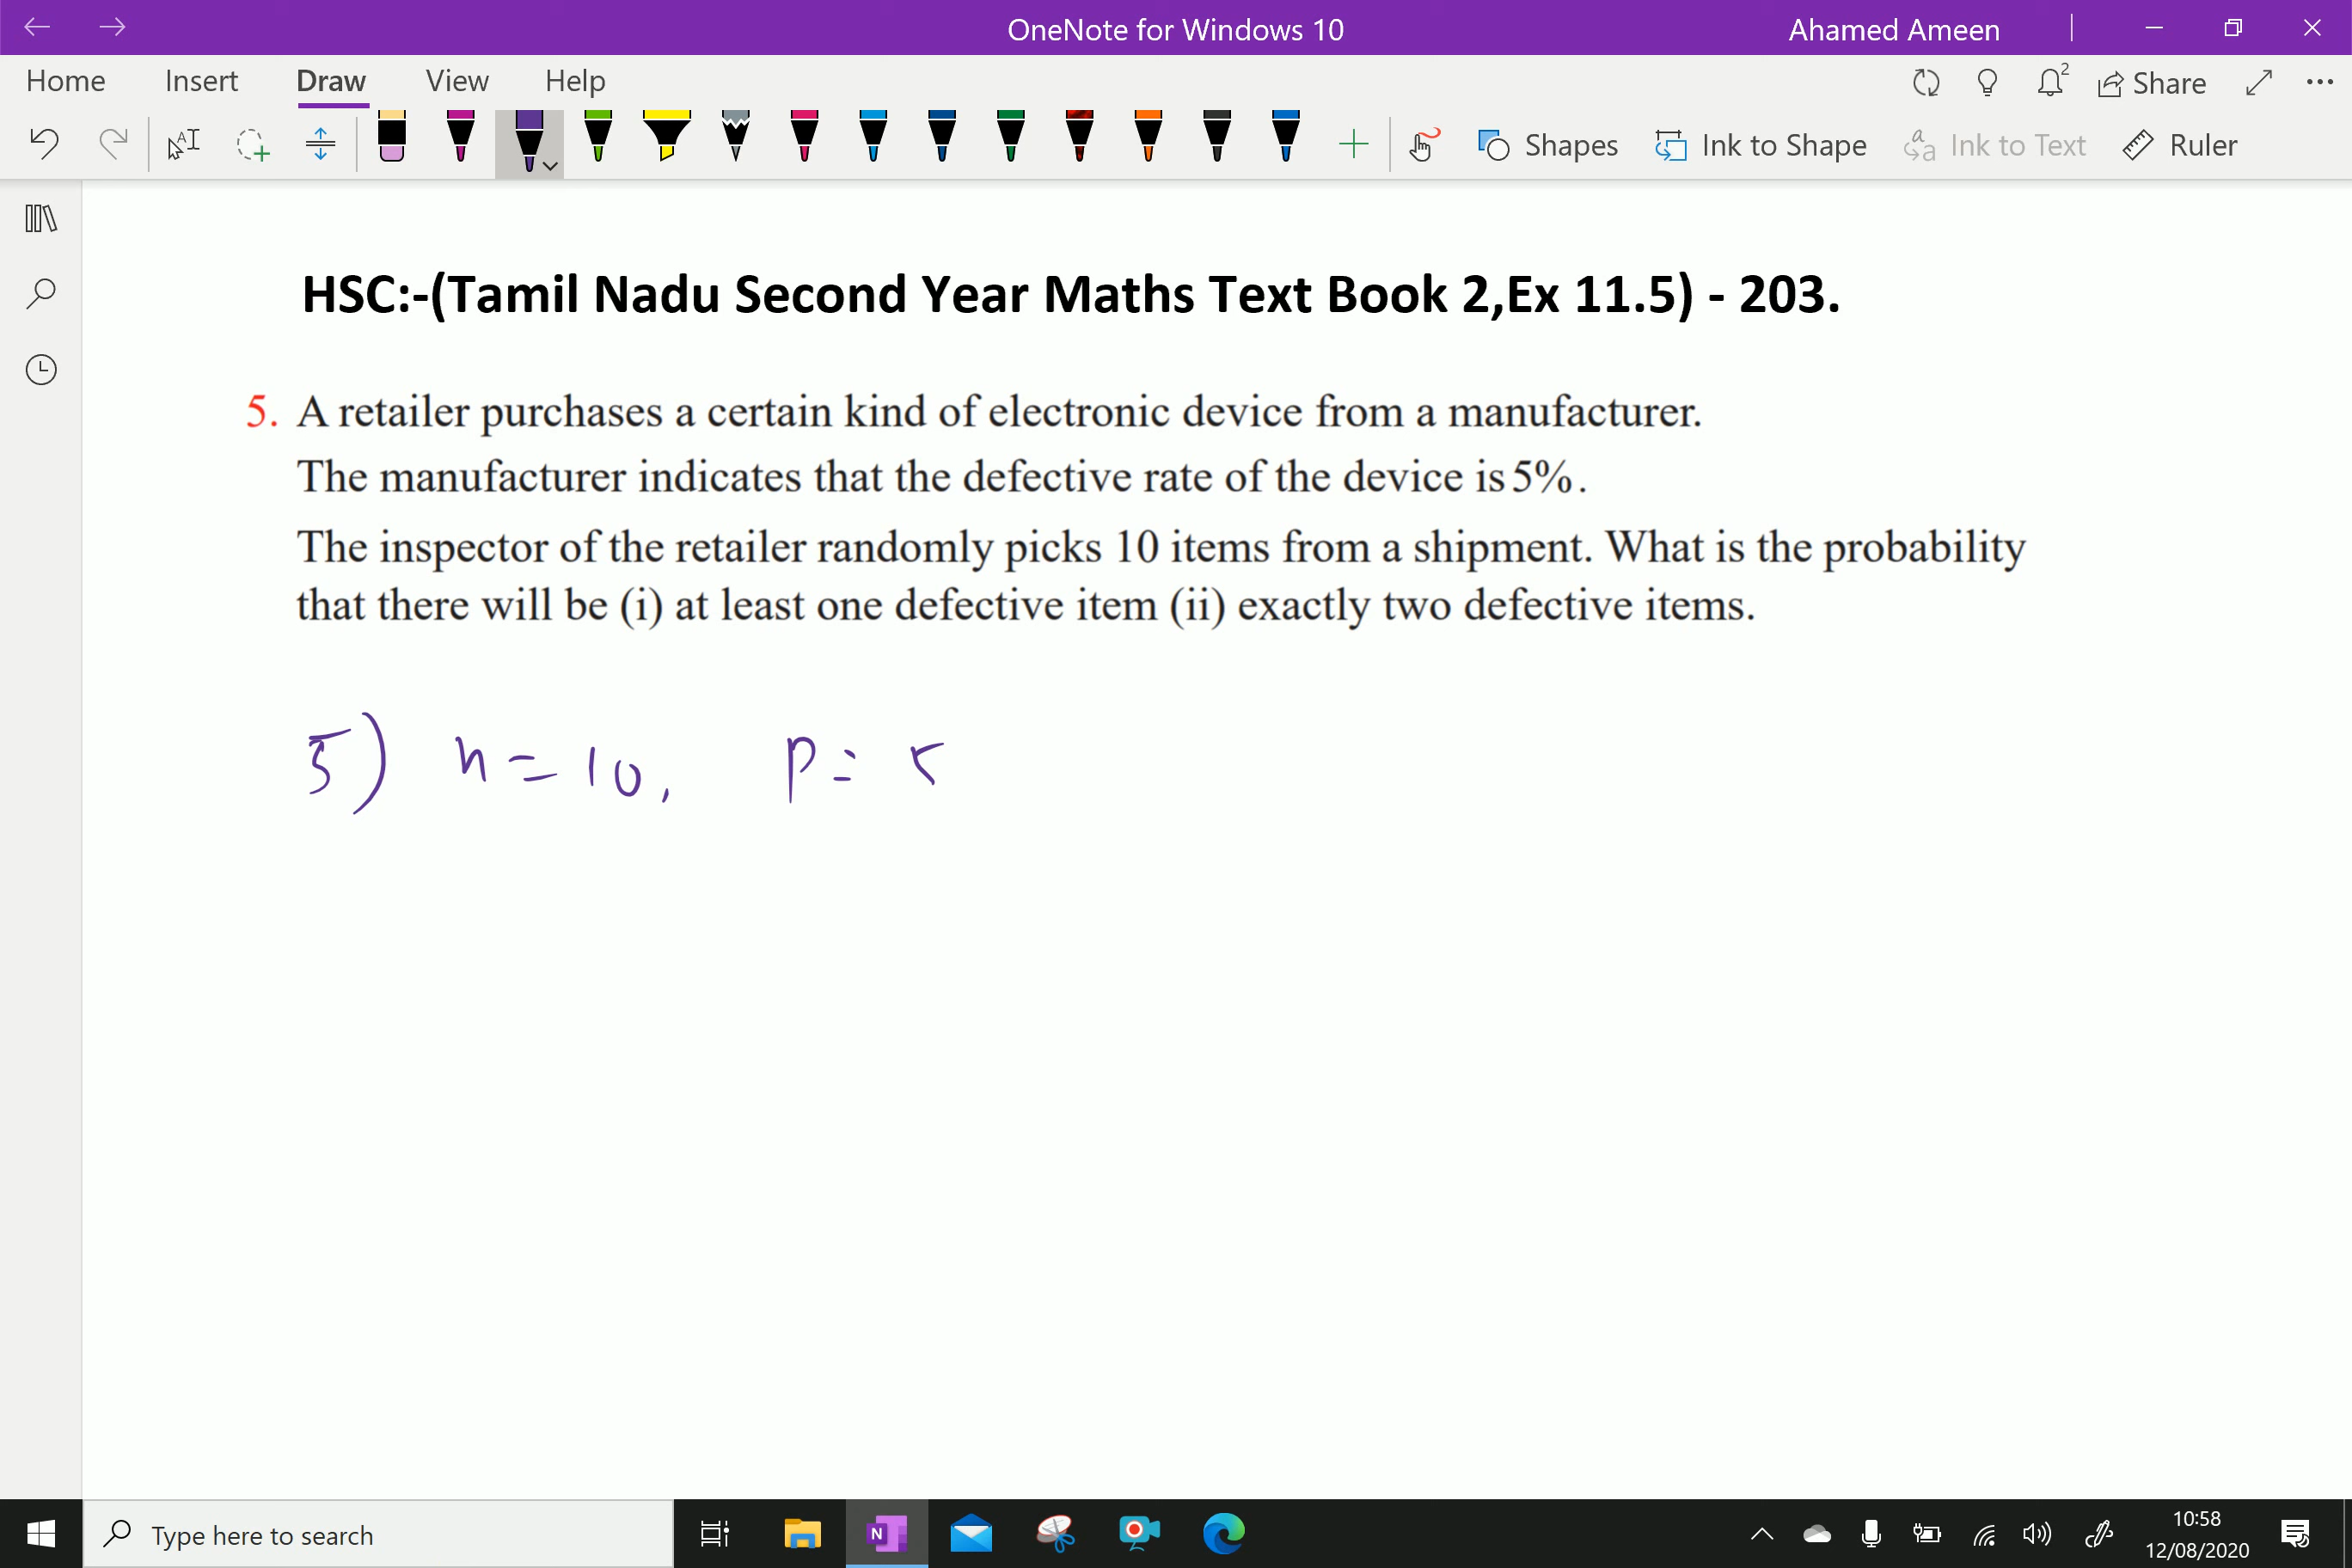 OneNote for Windows 10
Ahamed Ameen
Home Insert Draw View Help
2 Share
Shapes Ink to Shape Ink to Text Ruler
HSC:-(Tamil Nadu Second Year Maths Text Book 2,Ex 11.5) - 203.
5. A retailer purchases a certain kind of electronic device from a manufacturer.
The manufacturer indicates that the defective rate of the device is 5%.
The inspector of the retailer randomly picks 10 items from a shipment. What is the probability
that there will be (i) at least one defective item (ii) exactly two defective items.
5) n = 10, P =
Type here to search
10:58
12/08/2020